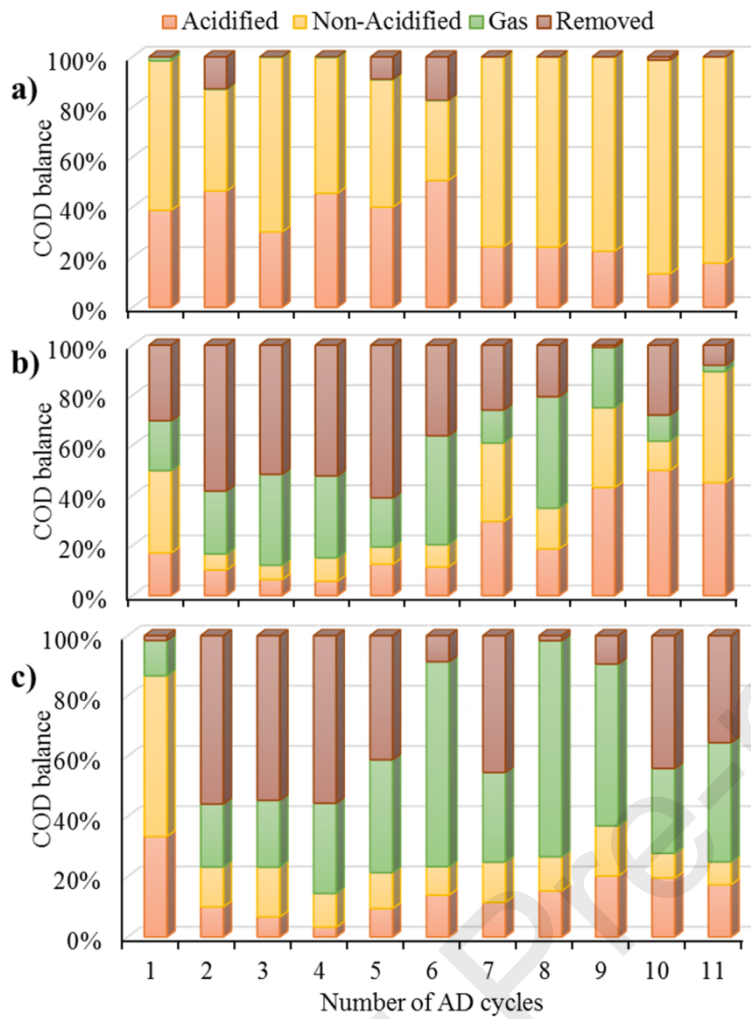 Acidified Non-Acidified Gas Removed
a)
COD balance
100%
80%
60%
40%
20%
0%
b)
COD balance
100%
80%
60%
40%
20%
0%
c)
COD balance
100%
80%
60%
40%
20%
0%
1 2 3 4 5 6 7 8 9 10 11
Number of AD cycles
Pre-